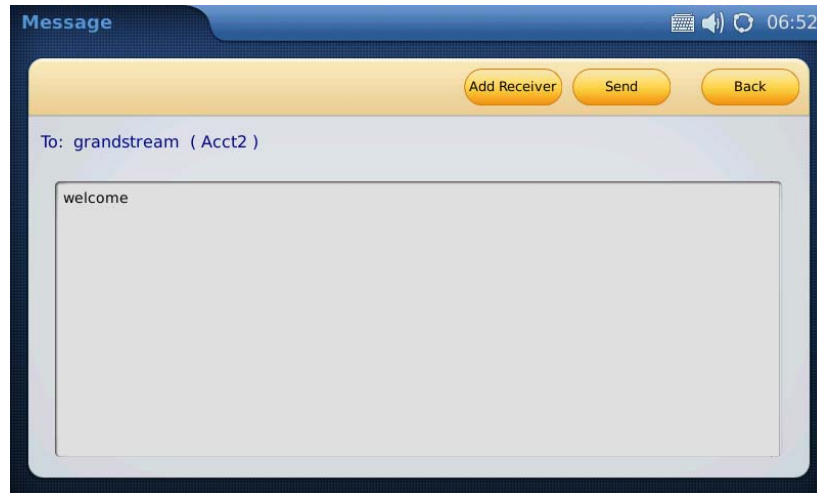 Message 06:52
Add Receiver Send Back
To: grandstream ( Acct2 )
welcome